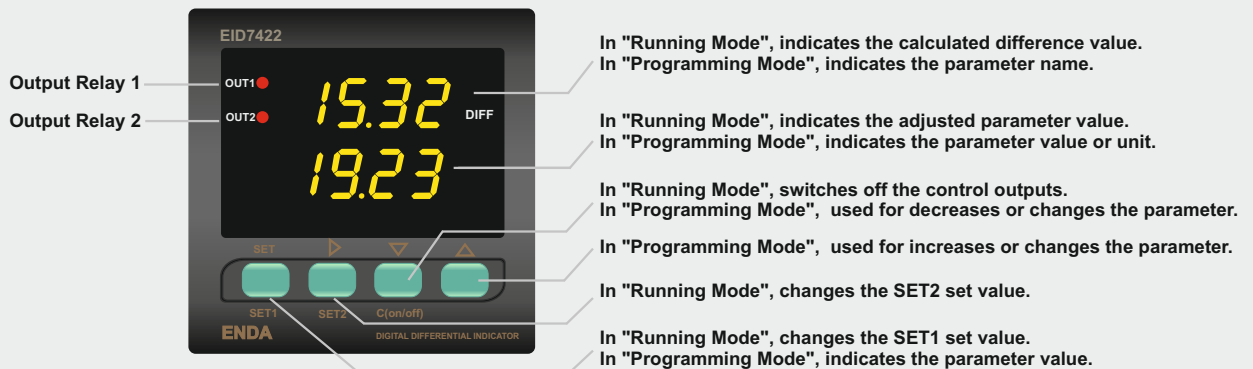 EID7422
Output Relay 1
OUT1
Output Relay 2
OUT2
15.32
DIFF
19.23
SET
SET1
SET2
C(on/off)
ENDA
DIGITAL DIFFERENTIAL INDICATOR
In "Running Mode", indicates the calculated difference value.
In "Programming Mode", indicates the parameter name.
In "Running Mode", indicates the adjusted parameter value.
In "Programming Mode", indicates the parameter value or unit.
In "Running Mode", switches off the control outputs.
In "Programming Mode",  used for decreases or changes the parameter.
In "Programming Mode",  used for increases or changes the parameter.
In "Running Mode", changes the SET2 set value.
In "Running Mode", changes the SET1 set value.
In "Programming Mode", indicates the parameter value.